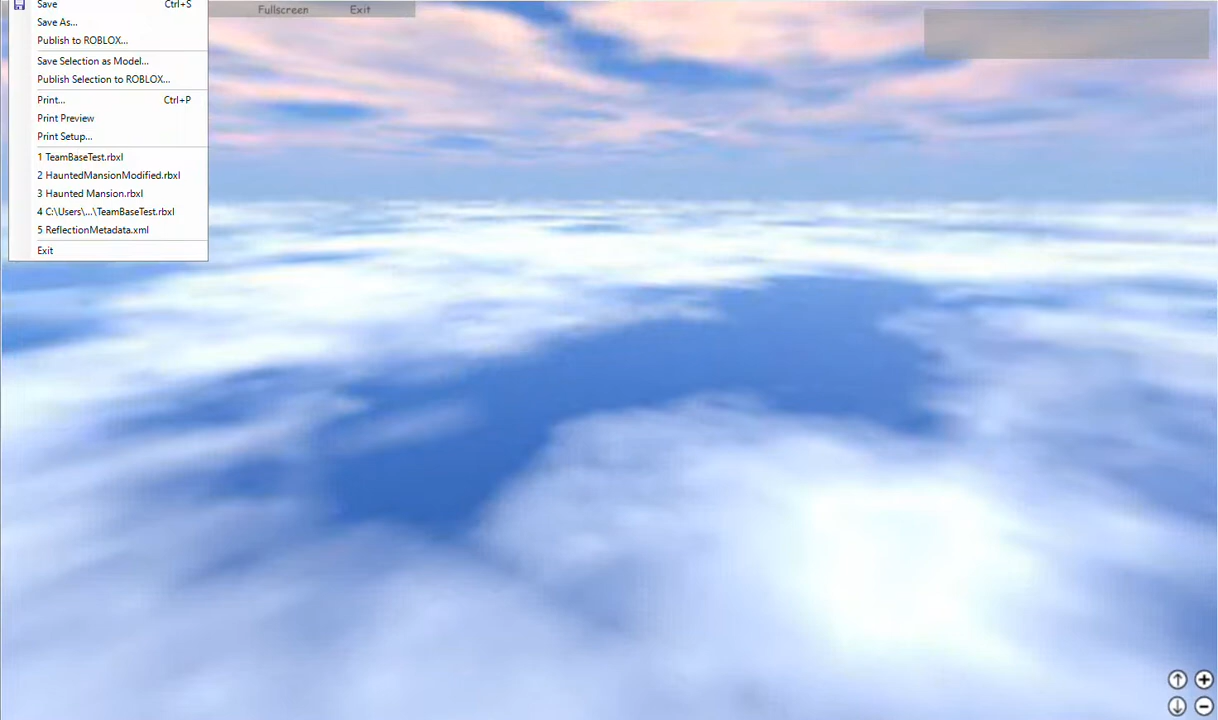 Save Ctrl+S
Fullscreen Exit
Save As...
Publish to ROBLOX...
Save Selection as Model...
Publish Selection to ROBLOX...
Print... Ctrl+P
Print Preview
Print Setup...
1 TeamBaseTest.rbxl
2 HauntedMansionModified.rbxl
3 Haunted Mansion.rbxl
4 C:\Users\...\TeamBaseTest.rbxl
5 ReflectionMetadata.xml
Exit